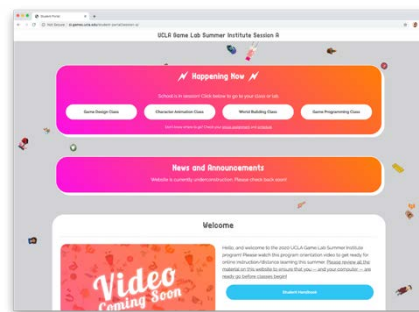 Student Portal
UCLA Game Lab Summer Institute Session A
Happening Now
School is in session! Click below to go to your class or lab.
Game Design Class
Character Animation Class
World Building Class
Game Programming Class
News and Announcements
Website is currently under construction. Please check back soon!
Welcome
Video
Coming Soon
Hello, and welcome to the 2020 UCLA Game Lab Summer Institute
program! Please watch this program orientation video to get ready for
online instruction/distance learning this summer. Please review all the
material on this website to ensure that you — and your computer — are
ready go before classes begin!
Student Handbook